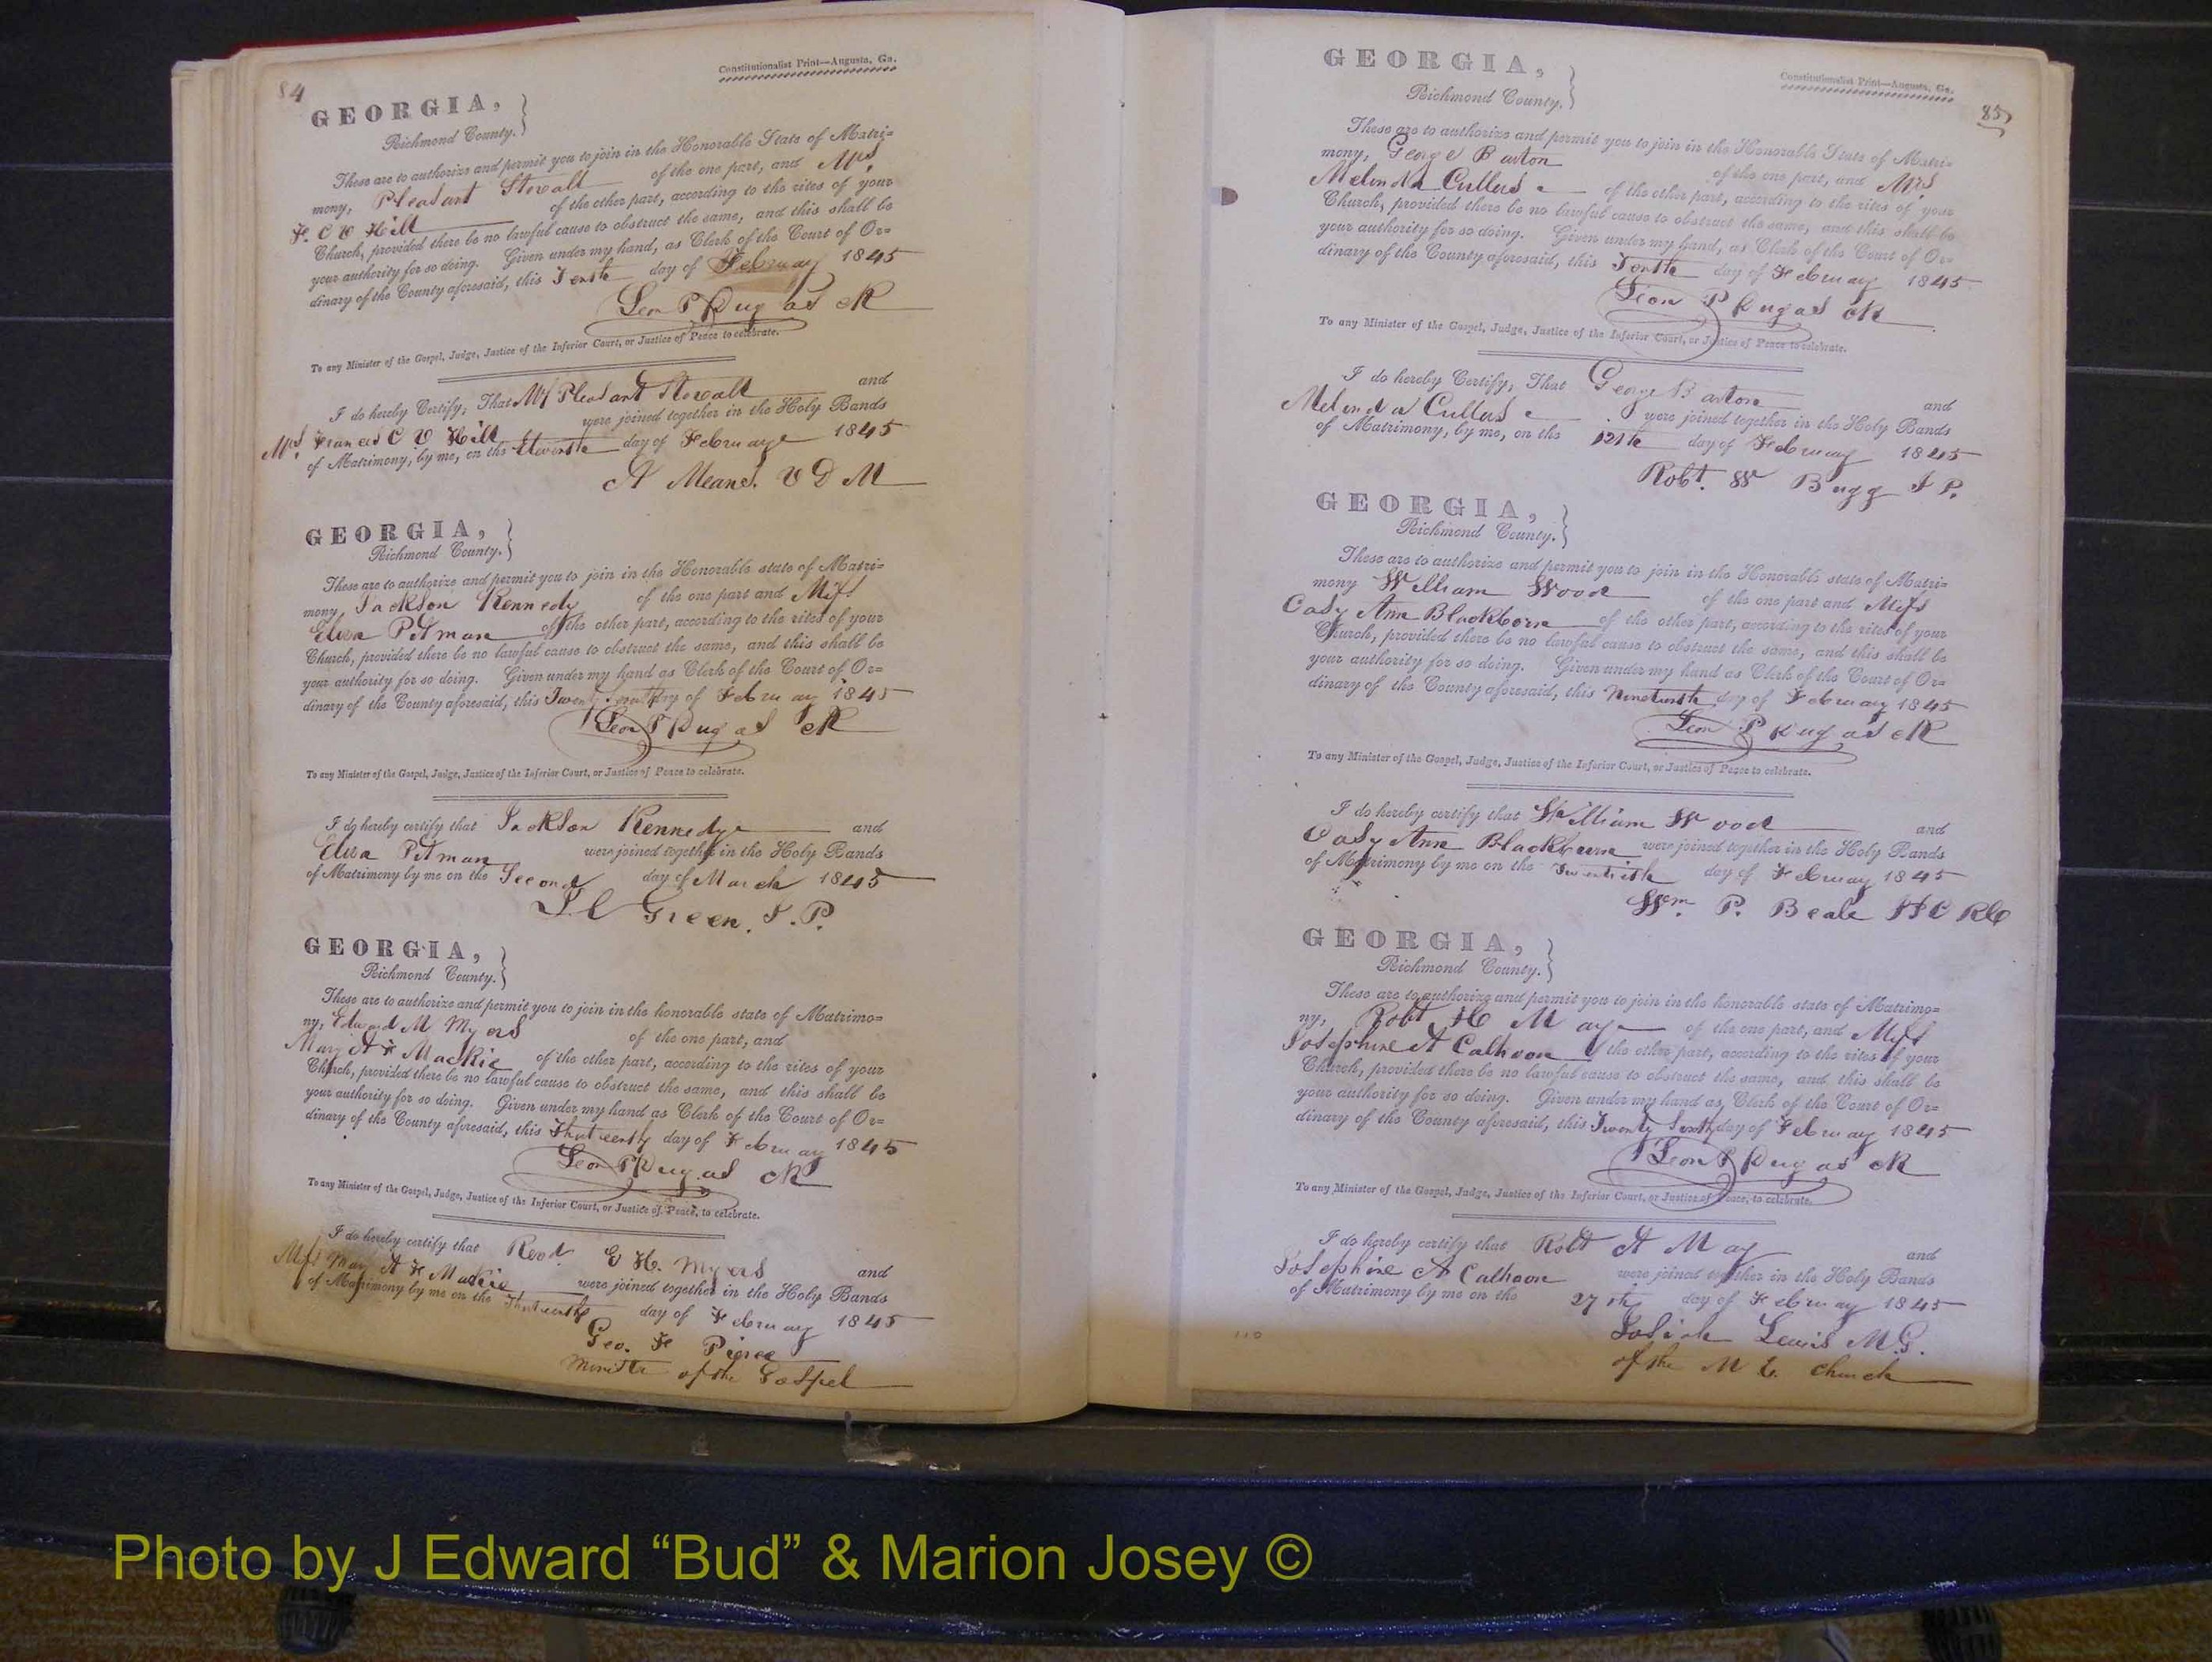 84
Constitutionalist Print—Augusta, Ga.
GEORGIA,
Richmond County.
These are to authorize and permit you to join in the Honorable State of Matri=
mony, Pleasant Stovall of the one part, and Mrs
F. C V Hill of the other part, according to the rites of your
Church, provided there be no lawful cause to obstruct the same, and this shall be
your authority for so doing. Given under my hand, as Clerk of the Court of Or=
dinary of the County aforesaid, this Tenth day of February 1845
Leon P Dugas Clk
To any Minister of the Gospel, Judge, Justice of the Inferior Court, or Justice of Peace to celebrate.
I do hereby Certify, That Mr Pleasant Stovall and
Mrs Frances C V Hill were joined together in the Holy Bands
of Matrimony, by me, on the day of February 1845
A Means. V D M
GEORGIA,
Richmond County.
These are to authorize and permit you to join in the Honorable state of Matri=
mony, Jackson Kennedy of the one part and Miss
Eliza Pitman of the other part, according to the rites of your
Church, provided there be no lawful cause to obstruct the same, and this shall be
your authority for so doing. Given under my hand as Clerk of the Court of Or=
dinary of the County aforesaid, this Twenty day of February 1845
Leon P Dugas Clk
To any Minister of the Gospel, Judge, Justice of the Inferior Court, or Justice of Peace to celebrate.
I do hereby certify that Jackson Kennedy and
Eliza Pitman were joined together in the Holy Bands
of Matrimony by me on the Second day of March 1845
Green. J. P.
GEORGIA,
Richmond County.
These are to authorize and permit you to join in the honorable state of Matrimo=
ny, Edward M Myers of the one part, and
Mary A F Mackie of the other part, according to the rites of your
Church, provided there be no lawful cause to obstruct the same, and this shall be
your authority for so doing. Given under my hand as Clerk of the Court of Or=
dinary of the County aforesaid, this Thirteenth day of February 1845
Leon P Dugas Clk
To any Minister of the Gospel, Judge, Justice of the Inferior Court, or Justice of Peace, to celebrate.
I do hereby certify that Revd. E H. Myers and
Miss Mary A F Mackie were joined together in the Holy Bands
of Matrimony by me on the Thirteenth day of February 1845
Geo. F Pierce
Minister of the Gospel
Constitutionalist Print—Augusta, Ga.
85
GEORGIA,
Richmond County.
These are to authorize and permit you to join in the Honorable State of Matri=
mony, George Barton of the one part, and Mrs
Melinda Cullus of the other part, according to the rites of your
Church, provided there be no lawful cause to obstruct the same, and this shall be
your authority for so doing. Given under my hand, as Clerk of the Court of Or=
dinary of the County aforesaid, this Tenth day of February 1845
Leon P Dugas Clk
To any Minister of the Gospel, Judge, Justice of the Inferior Court, or Justice of Peace to celebrate.
I do hereby Certify, That George Barton and
Melinda Cullus were joined together in the Holy Bands
of Matrimony, by me, on the 12th day of February 1845
Robt. W Bugg J P.
GEORGIA,
Richmond County.
These are to authorize and permit you to join in the Honorable state of Matri=
mony William Wood of the one part and Miss
Casy Ann Blackborn of the other part, according to the rites of your
Church, provided there be no lawful cause to obstruct the same, and this shall be
your authority for so doing. Given under my hand as Clerk of the Court of Or=
dinary of the County aforesaid, this Nineteenth day of February 1845
Leon P Dugas Clk
To any Minister of the Gospel, Judge, Justice of the Inferior Court, or Justice of Peace to celebrate.
I do hereby certify that William Wood and
Casy Ann Blackburn were joined together in the Holy Bands
of Matrimony by me on the Twentieth day of February 1845
Wm. P. Beale JIC RC
GEORGIA,
Richmond County.
These are to authorize and permit you to join in the honorable state of Matrimo=
ny, Robt H May of the one part, and Miss
Josephine A Calhoon of the other part, according to the rites of your
Church, provided there be no lawful cause to obstruct the same, and this shall be
your authority for so doing. Given under my hand as Clerk of the Court of Or=
dinary of the County aforesaid, this Twenty Sixth day of February 1845
Leon P Dugas Clk
To any Minister of the Gospel, Judge, Justice of the Inferior Court, or Justice of Peace, to celebrate.
I do hereby certify that Robt A May and
Josephine A Calhoon were joined together in the Holy Bands
of Matrimony by me on the 27th day of February 1845
Josiah Lewis M.G.
of the M E. Church
110
Photo by J Edward “Bud” & Marion Josey ©